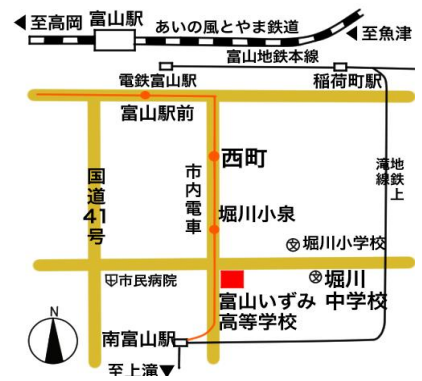 ◀至高岡
富山駅
あいの風とやま鉄道
◀至魚津
富山地鉄本線
電鉄富山駅
稲荷町駅
富山駅前
国道41号
市内電車
西町
地鉄上滝線
堀川小泉
文堀川小学校
市民病院
文堀川
中学校
富山いずみ
高等学校
N
南富山駅
至上滝▼